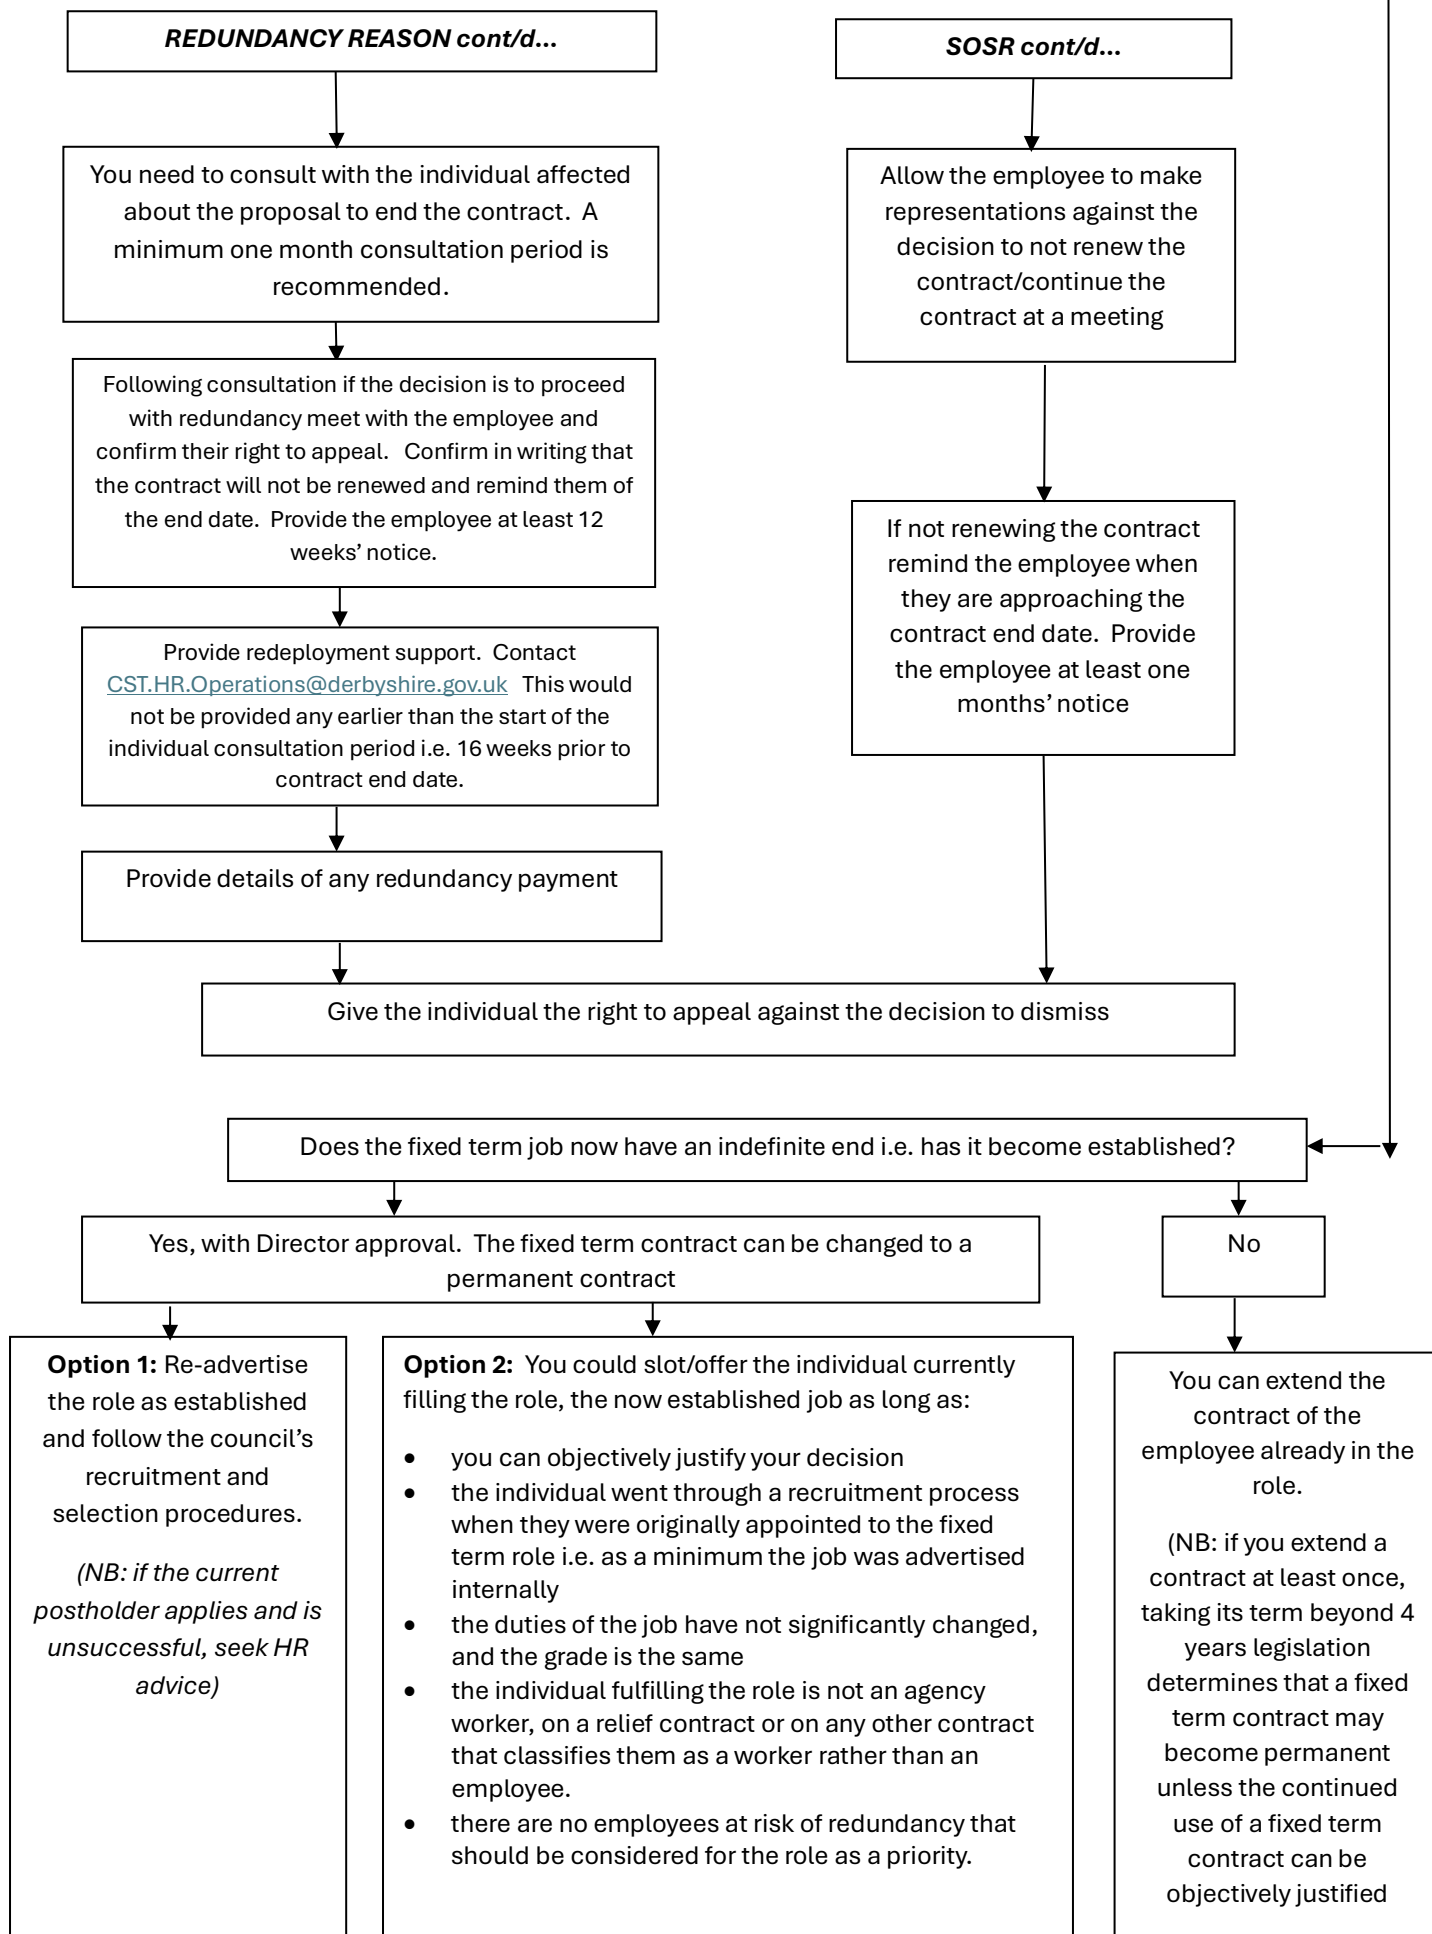 REDUNDANCY REASON cont/d...
You need to consult with the individual affected
about the proposal to end the contract. A
minimum one month consultation period is
recommended.
Following consultation if the decision is to proceed
with redundancy meet with the employee and
confirm their right to appeal. Confirm in writing that
the contract will not be renewed and remind them of
the end date. Provide the employee at least 12
weeks’ notice.
Provide redeployment support. Contact
CST.HR.Operations@derbyshire.gov.uk This would
not be provided any earlier than the start of the
individual consultation period i.e. 16 weeks prior to
contract end date.
Provide details of any redundancy payment
SOSR cont/d...
Allow the employee to make
representations against the
decision to not renew the
contract/continue the
contract at a meeting
If not renewing the contract
remind the employee when
they are approaching the
contract end date. Provide
the employee at least one
months’ notice
Give the individual the right to appeal against the decision to dismiss
Does the fixed term job now have an indefinite end i.e. has it become established?
Yes, with Director approval. The fixed term contract can be changed to a
permanent contract
No
Option 1: Re-advertise
the role as established
and follow the council’s
recruitment and
selection procedures.
(NB: if the current
postholder applies and is
unsuccessful, seek HR
advice)
Option 2: You could slot/offer the individual currently
filling the role, the now established job as long as:
• you can objectively justify your decision
• the individual went through a recruitment process
when they were originally appointed to the fixed
term role i.e. as a minimum the job was advertised
internally
• the duties of the job have not significantly changed,
and the grade is the same
• the individual fulfilling the role is not an agency
worker, on a relief contract or on any other contract
that classifies them as a worker rather than an
employee.
• there are no employees at risk of redundancy that
should be considered for the role as a priority.
You can extend the
contract of the
employee already in the
role.
(NB: if you extend a
contract at least once,
taking its term beyond 4
years legislation
determines that a fixed
term contract may
become permanent
unless the continued
use of a fixed term
contract can be
objectively justified